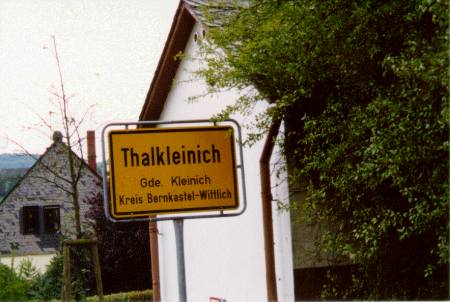 Thalkleinich
Gde. Kleinich
Kreis Bernkastel-Wittlich